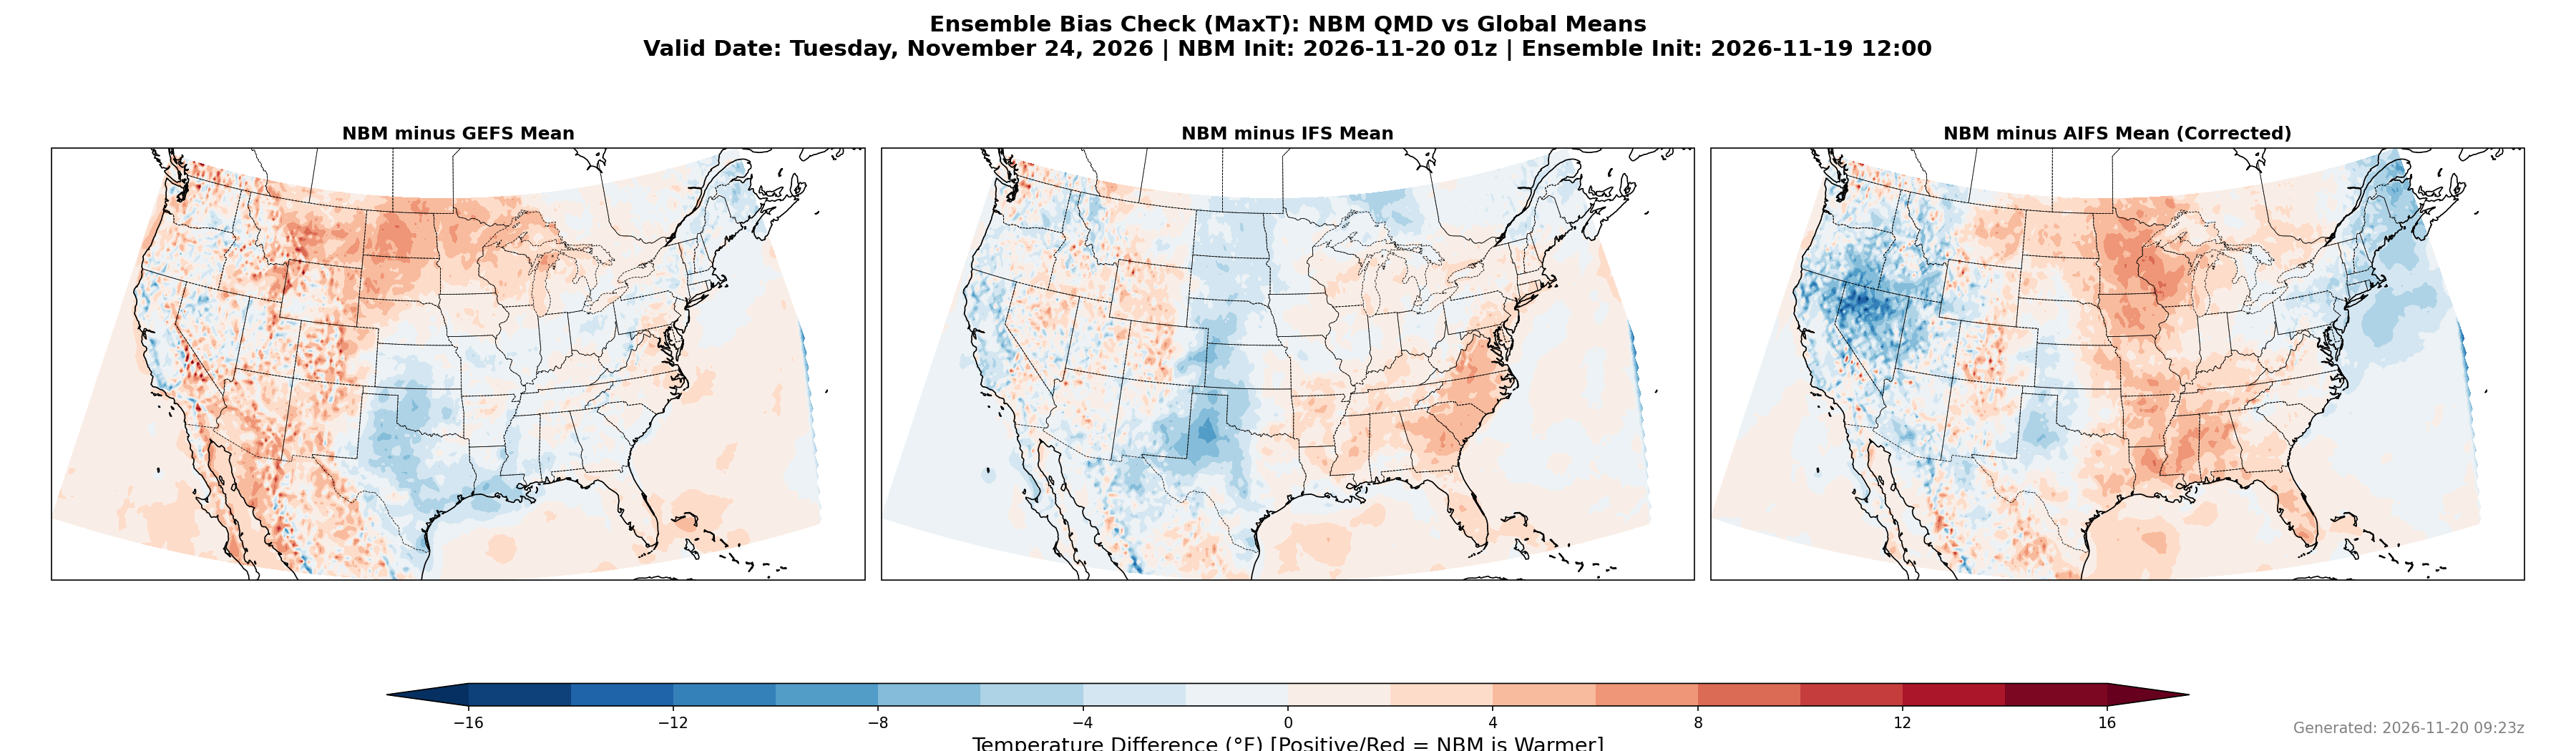 Ensemble Bias Check (MaxT): NBM QMD vs Global Means
Valid Date: Tuesday, November 24, 2026 | NBM Init: 2026-11-20 01z | Ensemble Init: 2026-11-19 12:00
NBM minus GEFS Mean
NBM minus IFS Mean
NBM minus AIFS Mean (Corrected)
−16 −12 −8 −4 0 4 8 12 16
Temperature Difference (°F) [Positive/Red = NBM is Warmer]
Generated: 2026-11-20 09:23z